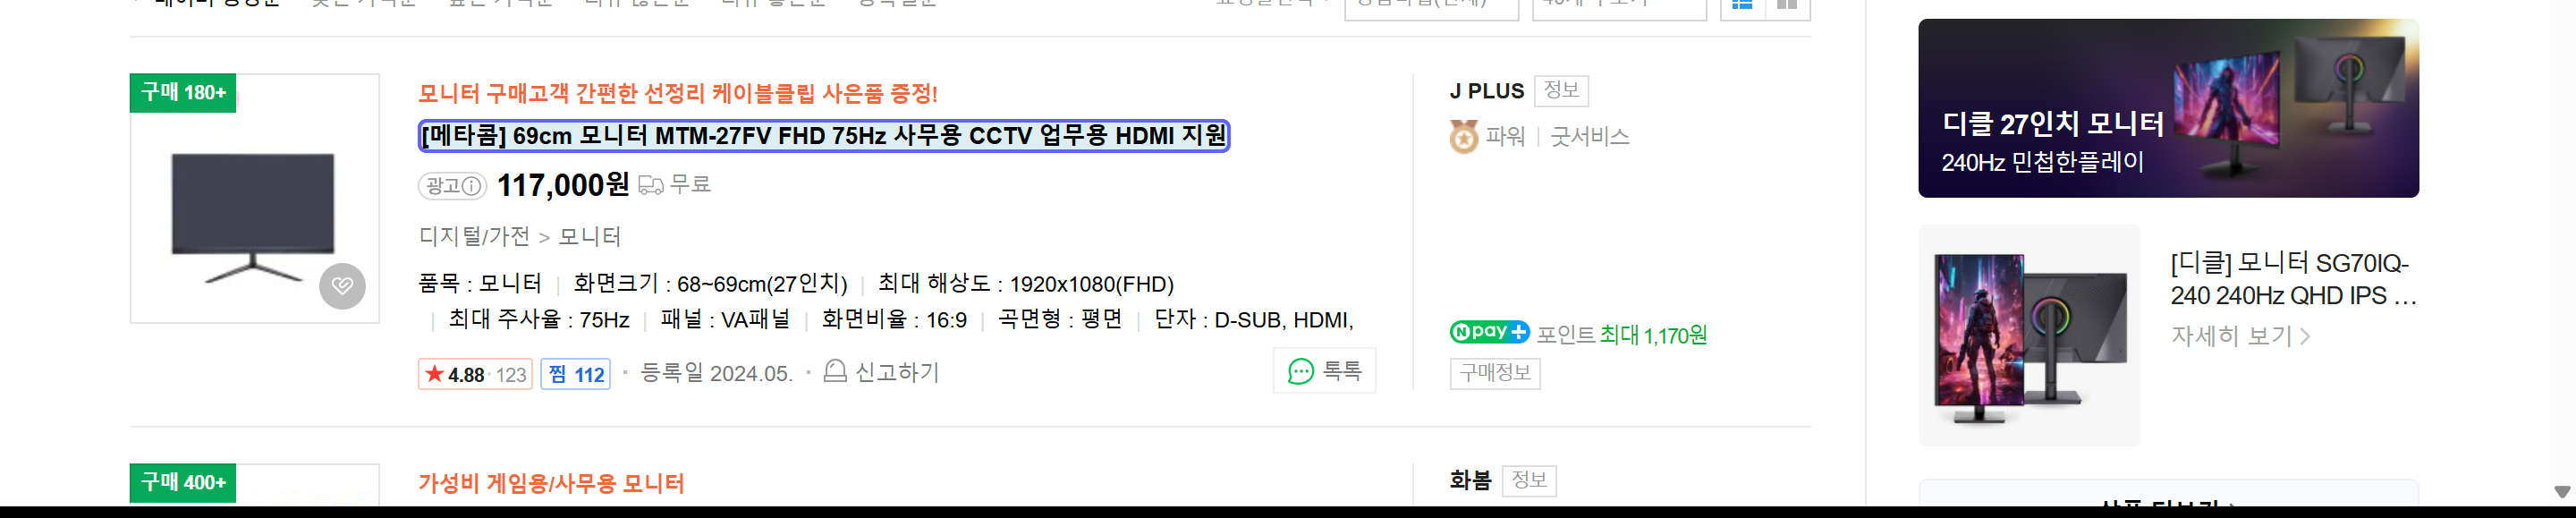 구매 180+
모니터 구매고객 간편한 선정리 케이블클립 사은품 증정!
[메타콤] 69cm 모니터 MTM-27FV FHD 75Hz 사무용 CCTV 업무용 HDMI 지원
광고 117,000원 무료
디지털/가전 > 모니터
품목 : 모니터 | 화면크기 : 68~69cm(27인치) | 최대 해상도 : 1920x1080(FHD)
| 최대 주사율 : 75Hz | 패널 : VA패널 | 화면비율 : 16:9 | 곡면형 : 평면 | 단자 : D-SUB, HDMI,
★ 4.88 · 123 찜 112 · 등록일 2024.05. · 신고하기
톡톡
J PLUS 정보
파워 | 굿서비스
N pay + 포인트 최대 1,170원
구매정보
구매 400+
가성비 게임용/사무용 모니터
화봄 정보
디클 27인치 모니터
240Hz 민첩한플레이
[디클] 모니터 SG70IQ-
240 240Hz QHD IPS ...
자세히 보기 >